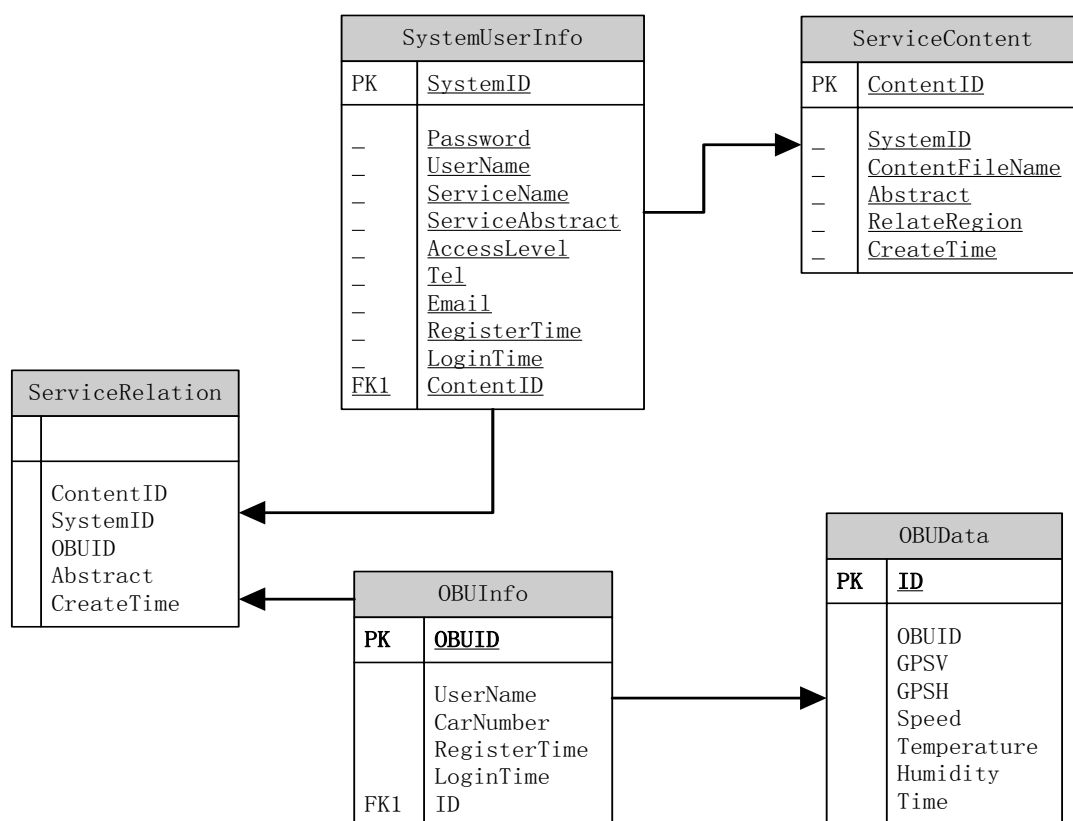 SystemUserInfo
PK SystemID
_ Password
_ UserName
_ ServiceName
_ ServiceAbstract
_ AccessLevel
_ Tel
_ Email
_ RegisterTime
_ LoginTime
FK1 ContentID
ServiceContent
PK ContentID
_ SystemID
_ ContentFileName
_ Abstract
_ RelateRegion
_ CreateTime
ServiceRelation
ContentID
SystemID
OBUID
Abstract
CreateTime
OBUInfo
PK OBUID
UserName
CarNumber
RegisterTime
LoginTime
FK1 ID
OBUData
PK ID
OBUID
GPSV
GPSH
Speed
Temperature
Humidity
Time